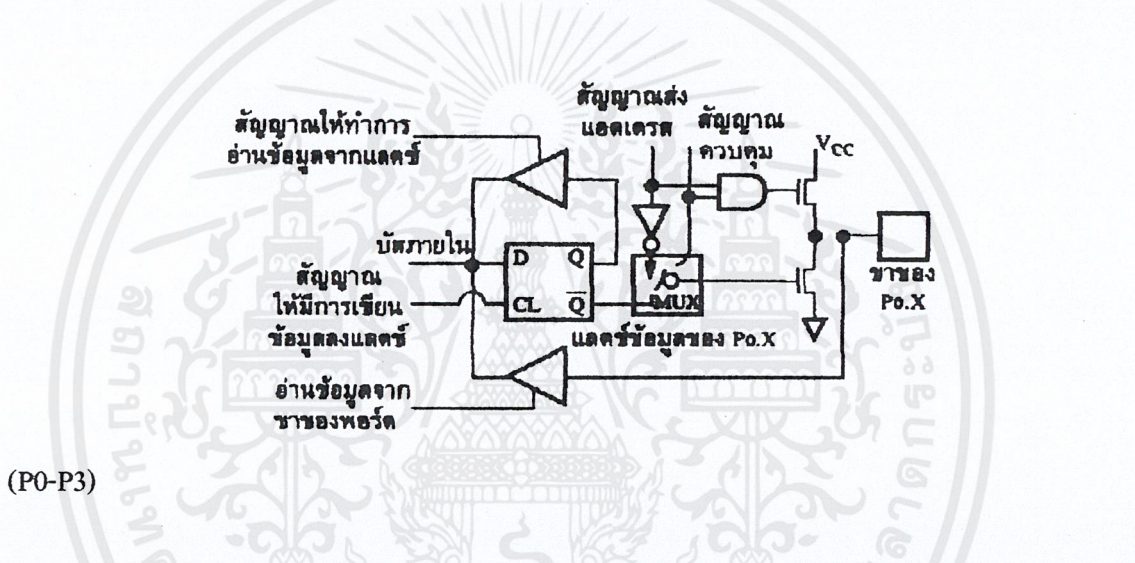 สัญญาณส่ง
แอดเดรส
สัญญาณ
ควบคุม
สัญญาณให้ทำการ
อ่านข้อมูลจากแลตช์
VCC
บัสภายใน
D Q
สัญญาณ
ให้มีการเขียน
ข้อมูลลงแลตช์
CL Q̅
MUX
ขาของ
Po.X
แลตช์ข้อมูลของ Po.X
อ่านข้อมูลจาก
ขาของพอร์ต
(P0-P3)